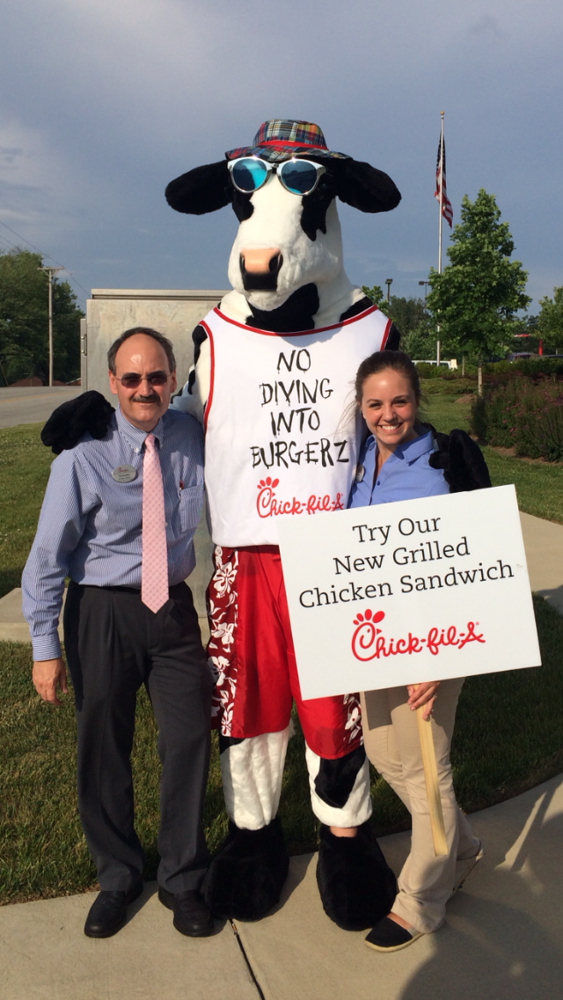 NO
DIVING
INTO
BURGERZ
Chick-fil-A
Try Our
New Grilled
Chicken Sandwich
Chick-fil-A